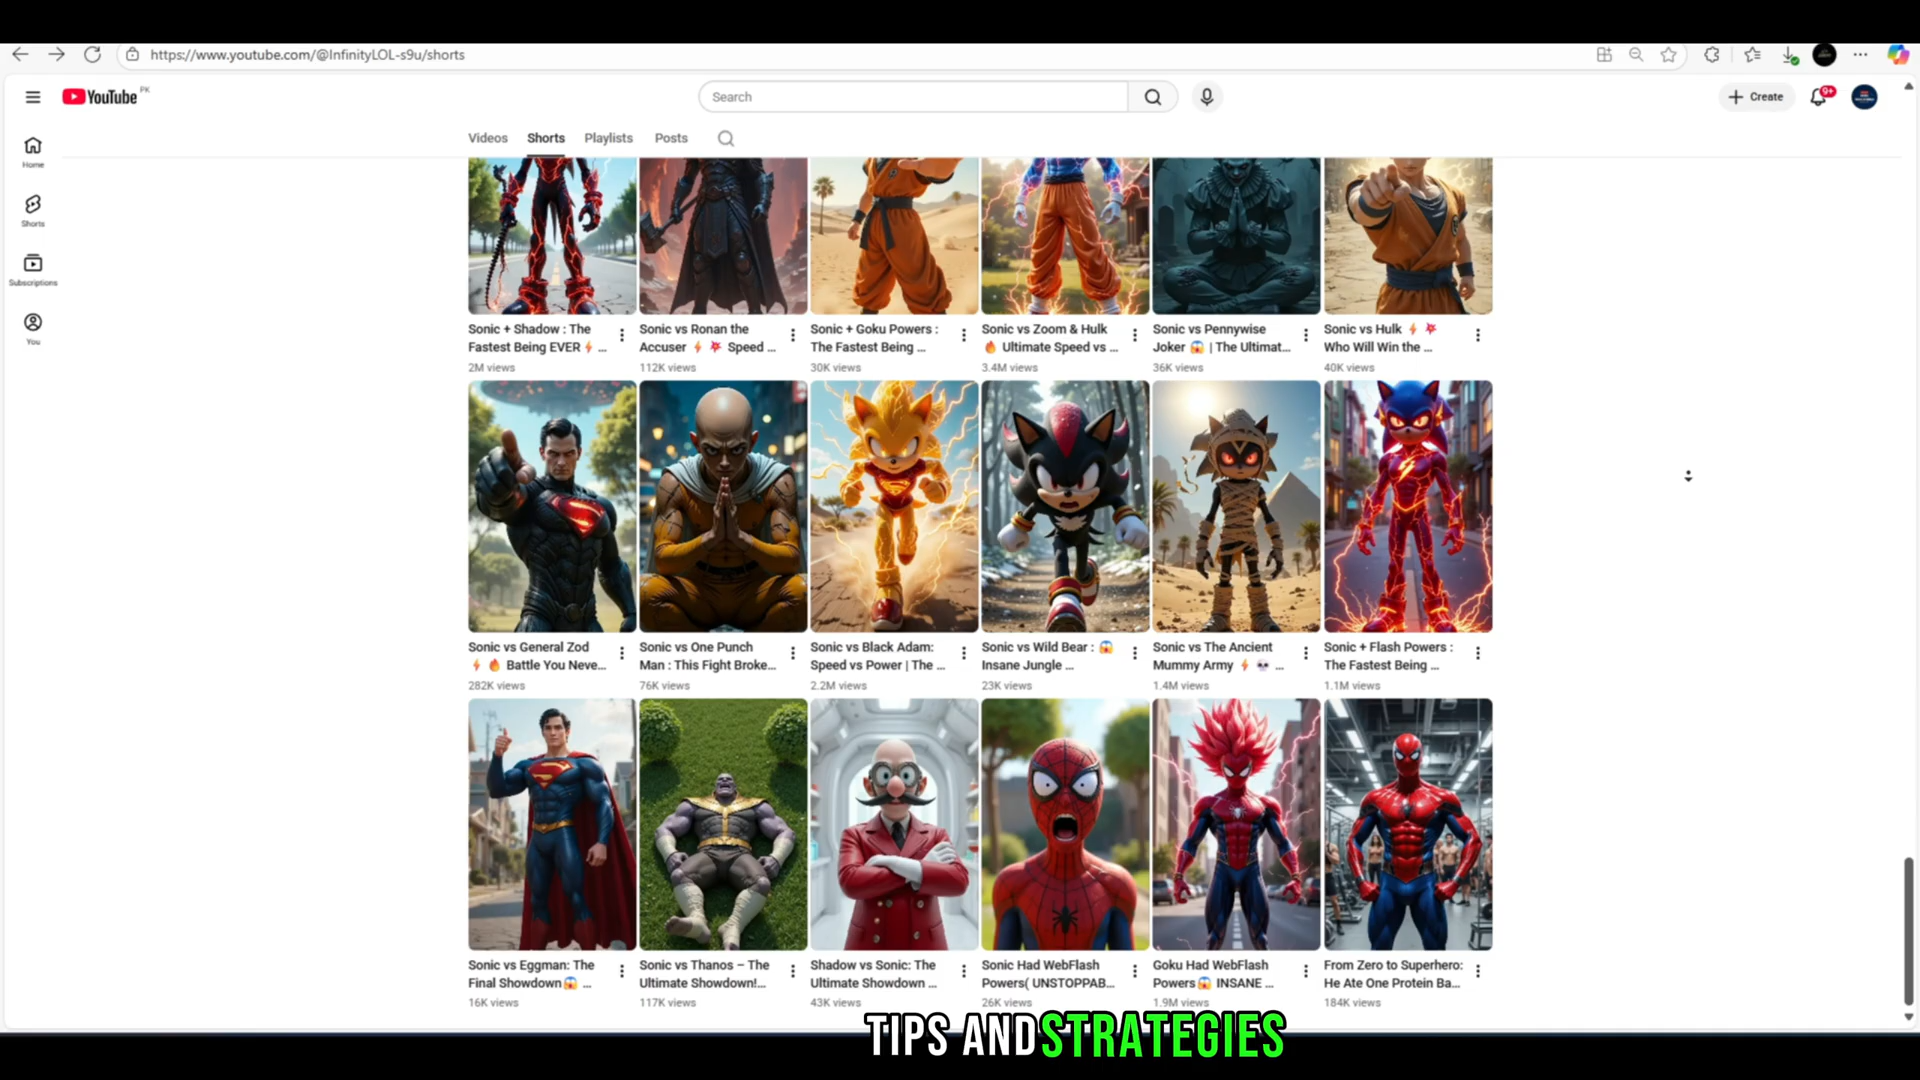 https://www.youtube.com/@InfinityLOL-s9u/shorts
YouTube PK
Search
Create
9+
Videos Shorts Playlists Posts
Home
Shorts
Subscriptions
You
Sonic + Shadow : The
Fastest Being EVER⚡ ...
2M views
Sonic vs Ronan the
Accuser ⚡ 💥 Speed ...
112K views
Sonic + Goku Powers :
The Fastest Being ...
30K views
Sonic vs Zoom & Hulk
🔥 Ultimate Speed vs ...
3.4M views
Sonic vs Pennywise
Joker 😱 | The Ultimat...
36K views
Sonic vs Hulk ⚡ 💥
Who Will Win the ...
40K views
Sonic vs General Zod
⚡ 🔥 Battle You Neve...
282K views
Sonic vs One Punch
Man : This Fight Broke...
76K views
Sonic vs Black Adam:
Speed vs Power | The ...
2.2M views
Sonic vs Wild Bear : 😱
Insane Jungle ...
23K views
Sonic vs The Ancient
Mummy Army ⚡ 💀 ...
1.4M views
Sonic + Flash Powers :
The Fastest Being ...
1.1M views
Sonic vs Eggman: The
Final Showdown😱 ...
16K views
Sonic vs Thanos – The
Ultimate Showdown!...
117K views
Shadow vs Sonic: The
Ultimate Showdown ...
43K views
Sonic Had WebFlash
Powers( UNSTOPPAB...
26K views
Goku Had WebFlash
Powers😱 INSANE ...
1.9M views
From Zero to Superhero:
He Ate One Protein Ba...
184K views
TIPS AND STRATEGIES